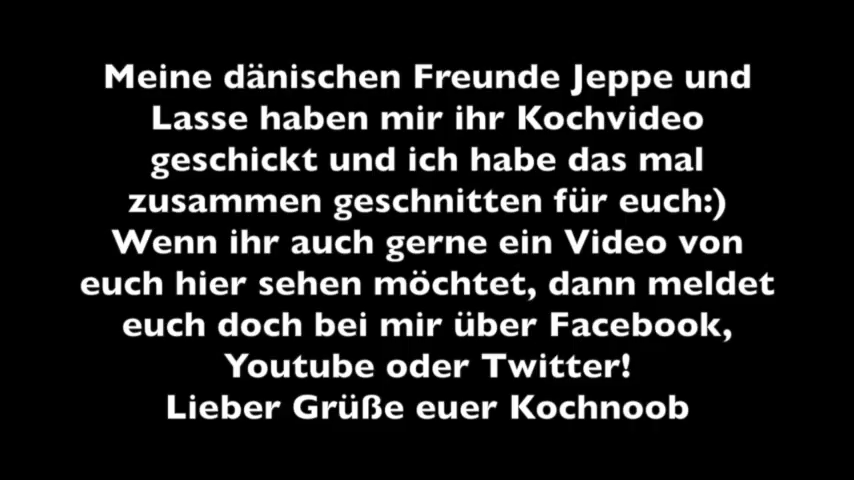 Meine dänischen Freunde Jeppe und
Lasse haben mir ihr Kochvideo
geschickt und ich habe das mal
zusammen geschnitten für euch:)
Wenn ihr auch gerne ein Video von
euch hier sehen möchtet, dann meldet
euch doch bei mir über Facebook,
Youtube oder Twitter!
Lieber Grüße euer Kochnoob